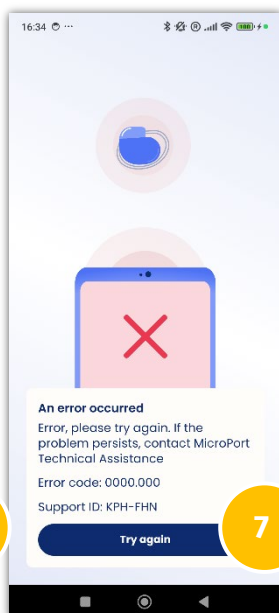 16:34
100
An error occurred
Error, please try again. If the
problem persists, contact MicroPort
Technical Assistance
Error code: 0000.000
Support ID: KPH-FHN
Try again
7